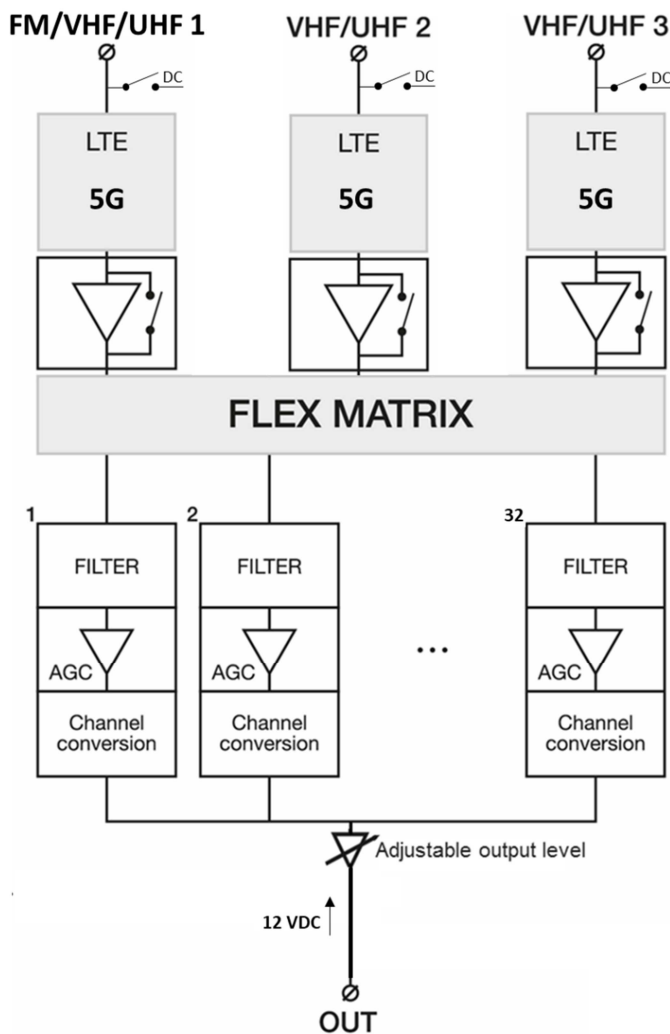 FM/VHF/UHF 1
VHF/UHF 2
VHF/UHF 3
DC
DC
DC
LTE
5G
LTE
5G
LTE
5G
FLEX MATRIX
1
2
32
FILTER
FILTER
FILTER
AGC
AGC
...
AGC
Channel
conversion
Channel
conversion
Channel
conversion
Adjustable output level
12 VDC
OUT